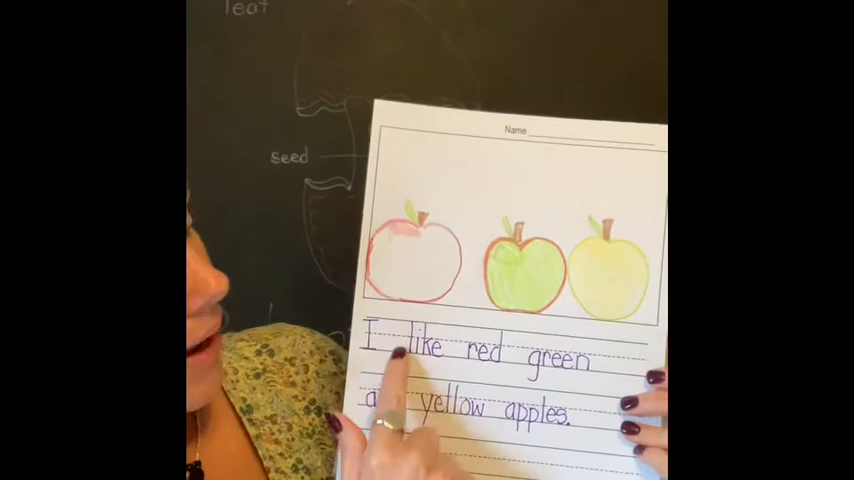 leaf
seed
Name
I like red green
a yellow apples.